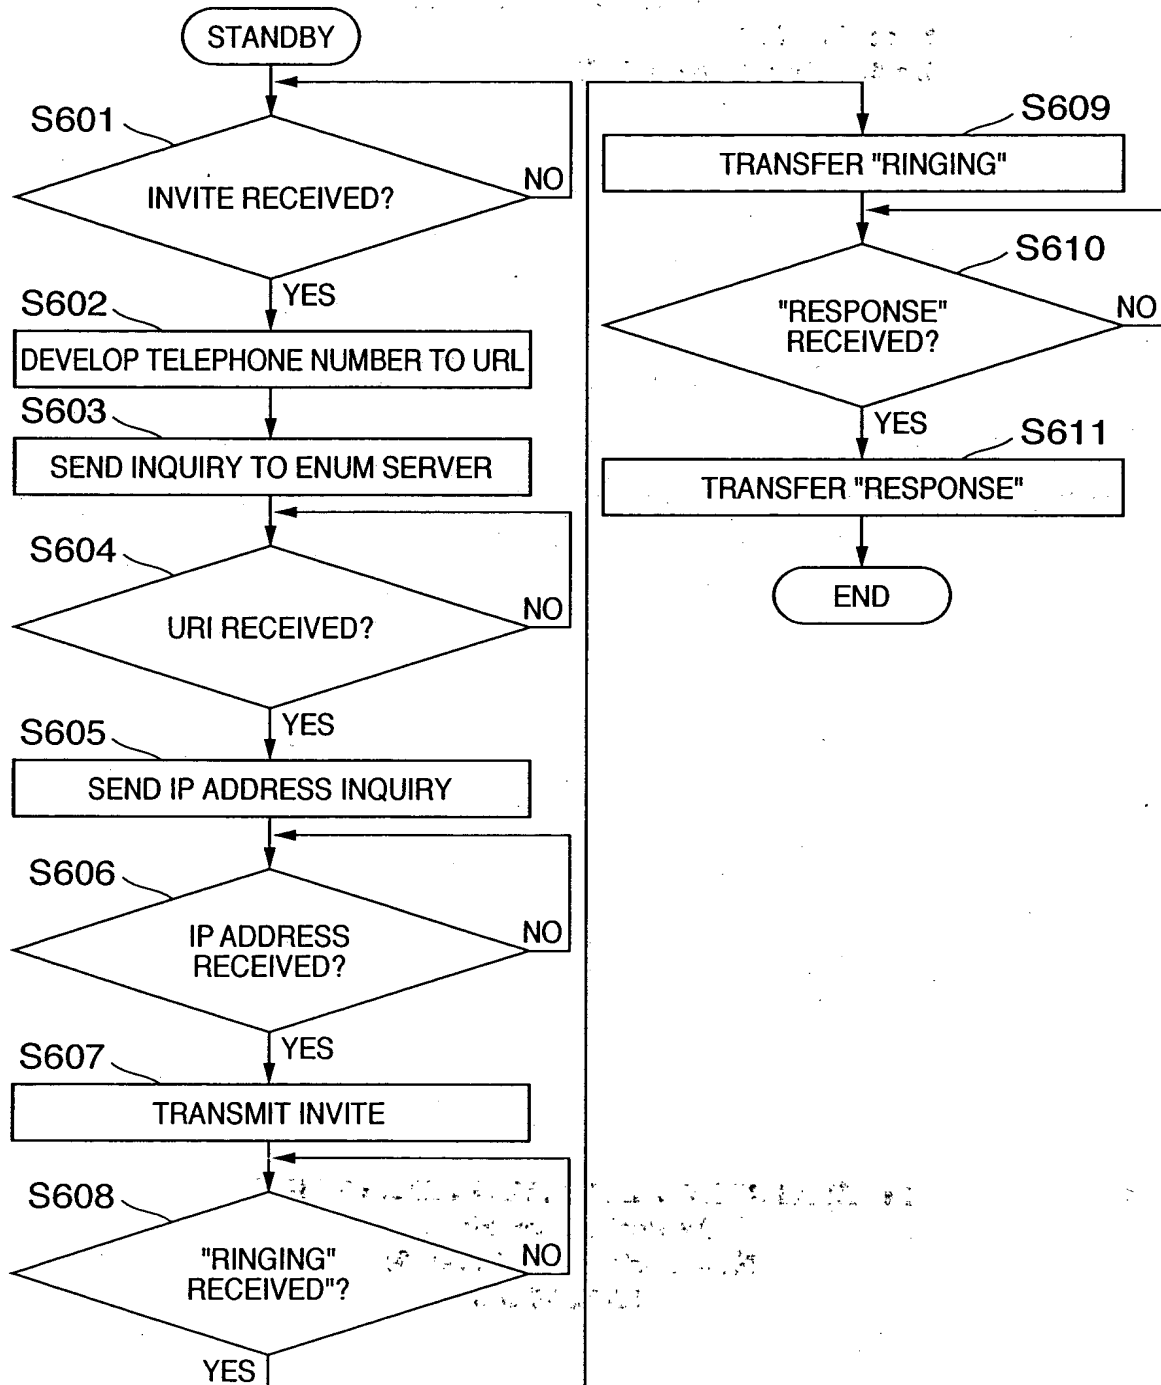 STANDBY
S601
INVITE RECEIVED?
NO
YES
S602
DEVELOP TELEPHONE NUMBER TO URL
S603
SEND INQUIRY TO ENUM SERVER
S604
URI RECEIVED?
NO
YES
S605
SEND IP ADDRESS INQUIRY
S606
IP ADDRESS
RECEIVED?
NO
YES
S607
TRANSMIT INVITE
S608
"RINGING"
RECEIVED"?
NO
YES
S609
TRANSFER "RINGING"
S610
"RESPONSE"
RECEIVED?
NO
YES
S611
TRANSFER "RESPONSE"
END